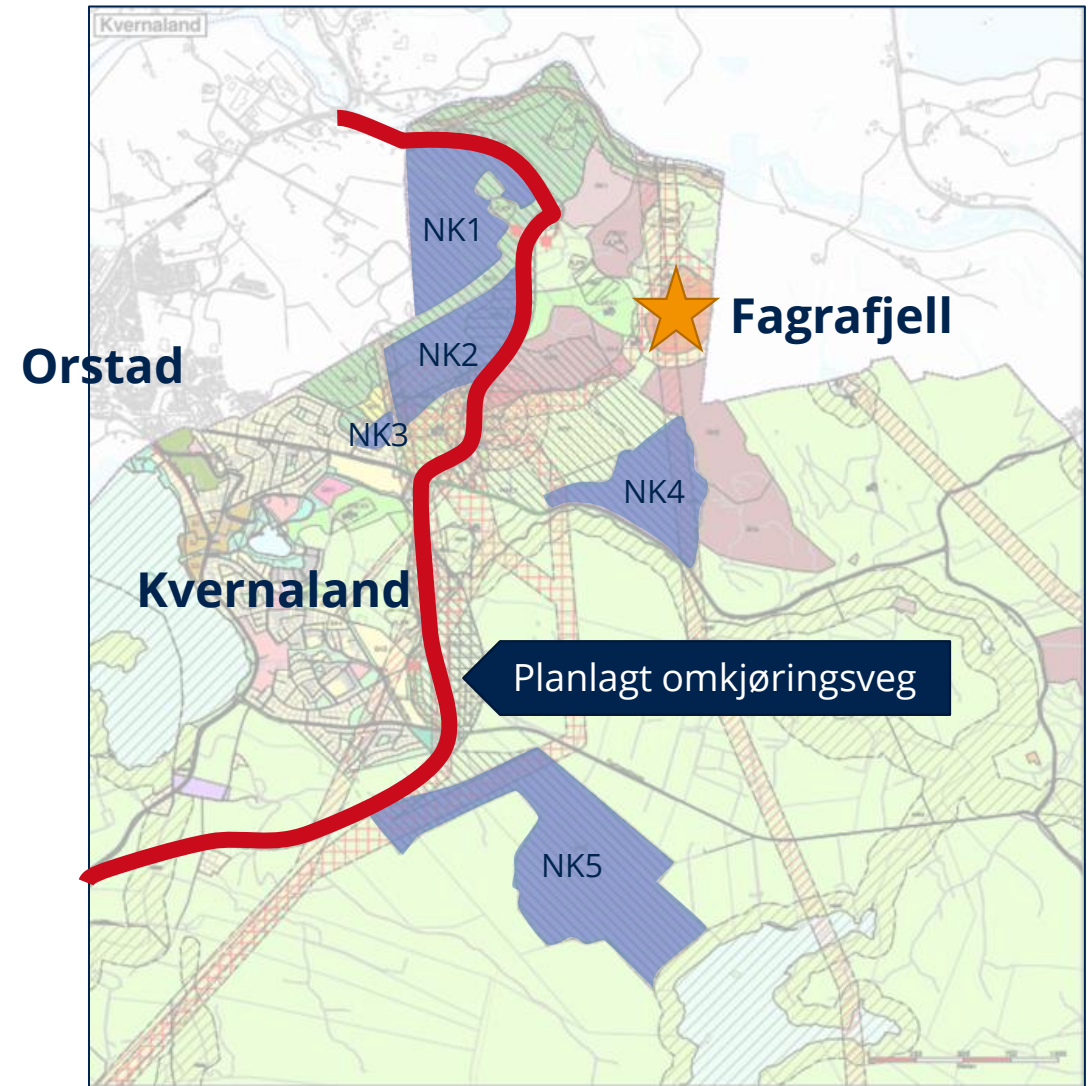 Kvernaland
NK1
Fagrafjell
NK2
Orstad
NK3
NK4
Kvernaland
Planlagt omkjøringsveg
NK5